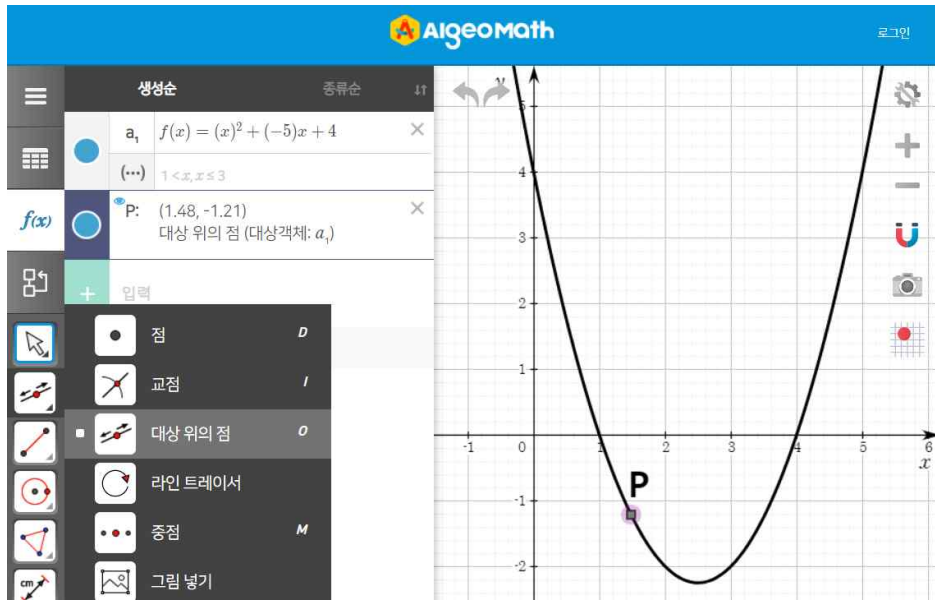 AlgeoMath
로그인
생성순 종류순
a₁ f(x) = (x)² + (-5)x + 4
(···) 1 < x, x ≤ 3
P: (1.48, -1.21)
대상 위의 점 (대상객체: a₁)
f(x)
+ 입력
점 D
교점 I
대상 위의 점 O
라인 트레이서
중점 M
그림 넣기
cm
y
5
4
3
2
1
-1 0 1 2 3 4 5 6
x
P
-1
-2